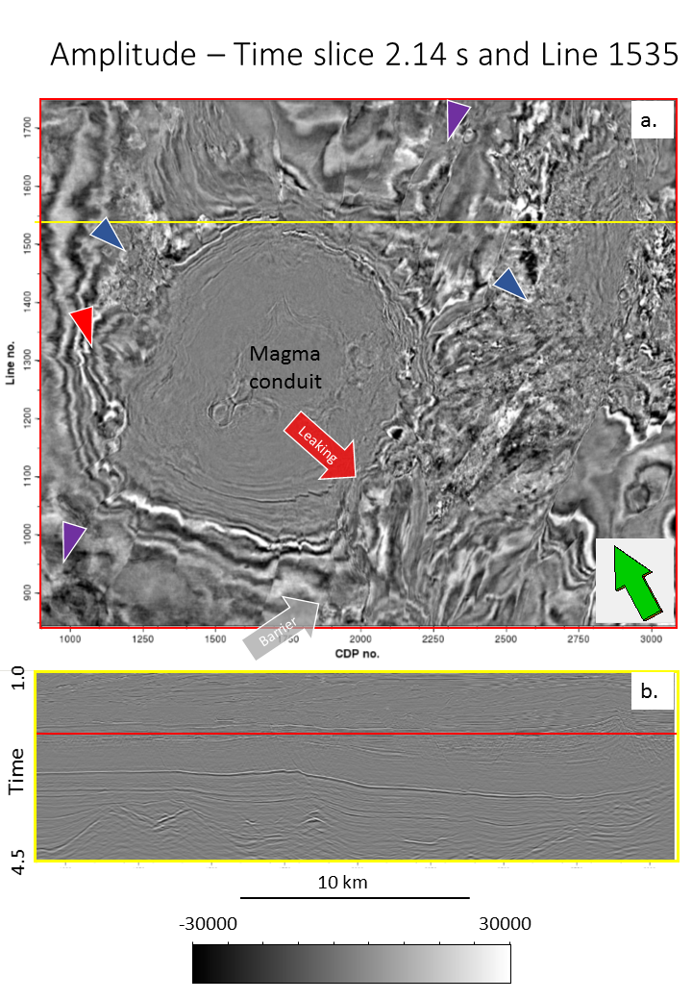 Amplitude – Time slice 2.14 s and Line 1535
a.
1700
1600
1500
1400
1300
1200
1100
1000
900
Line no.
Magma
conduit
Leaking
Barrier
1000 1250 1500 1750 2000 2250 2500 2750 3000
CDP no.
b.
1.0
Time
4.5
10 km
-30000 30000